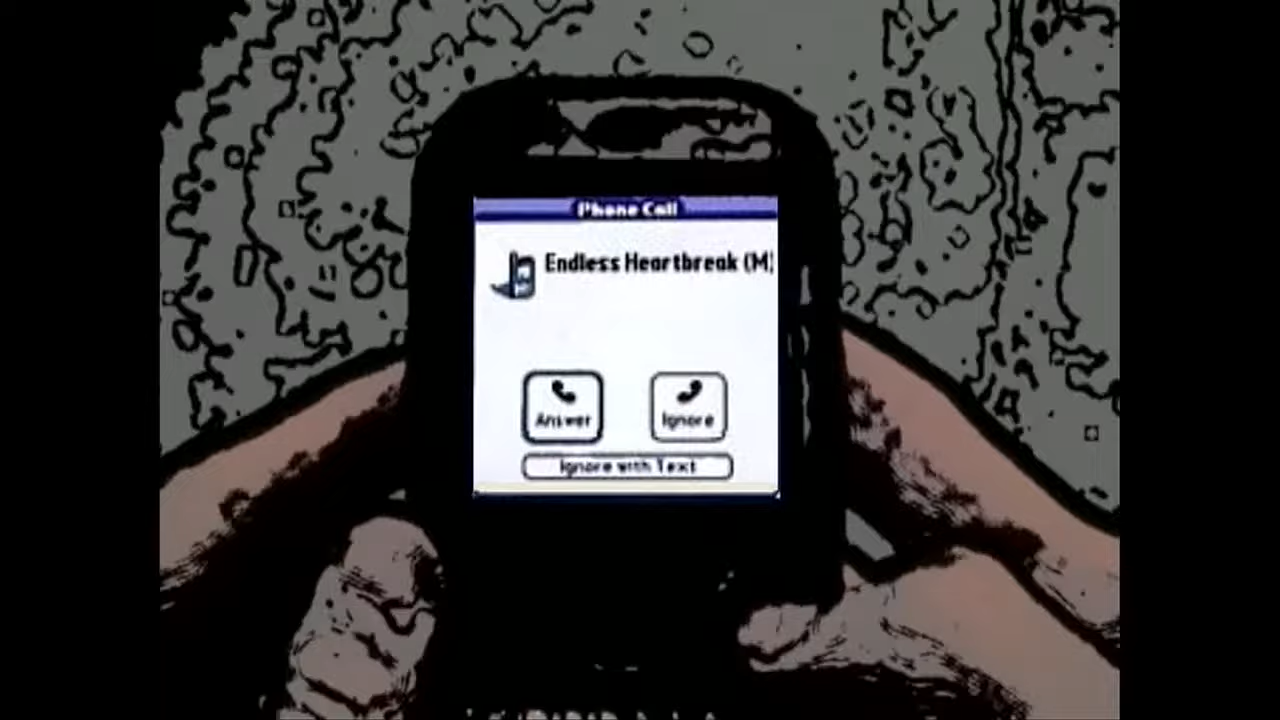 Phone Call
Endless Heartbreak (M)
Answer
Ignore
Ignore with Text